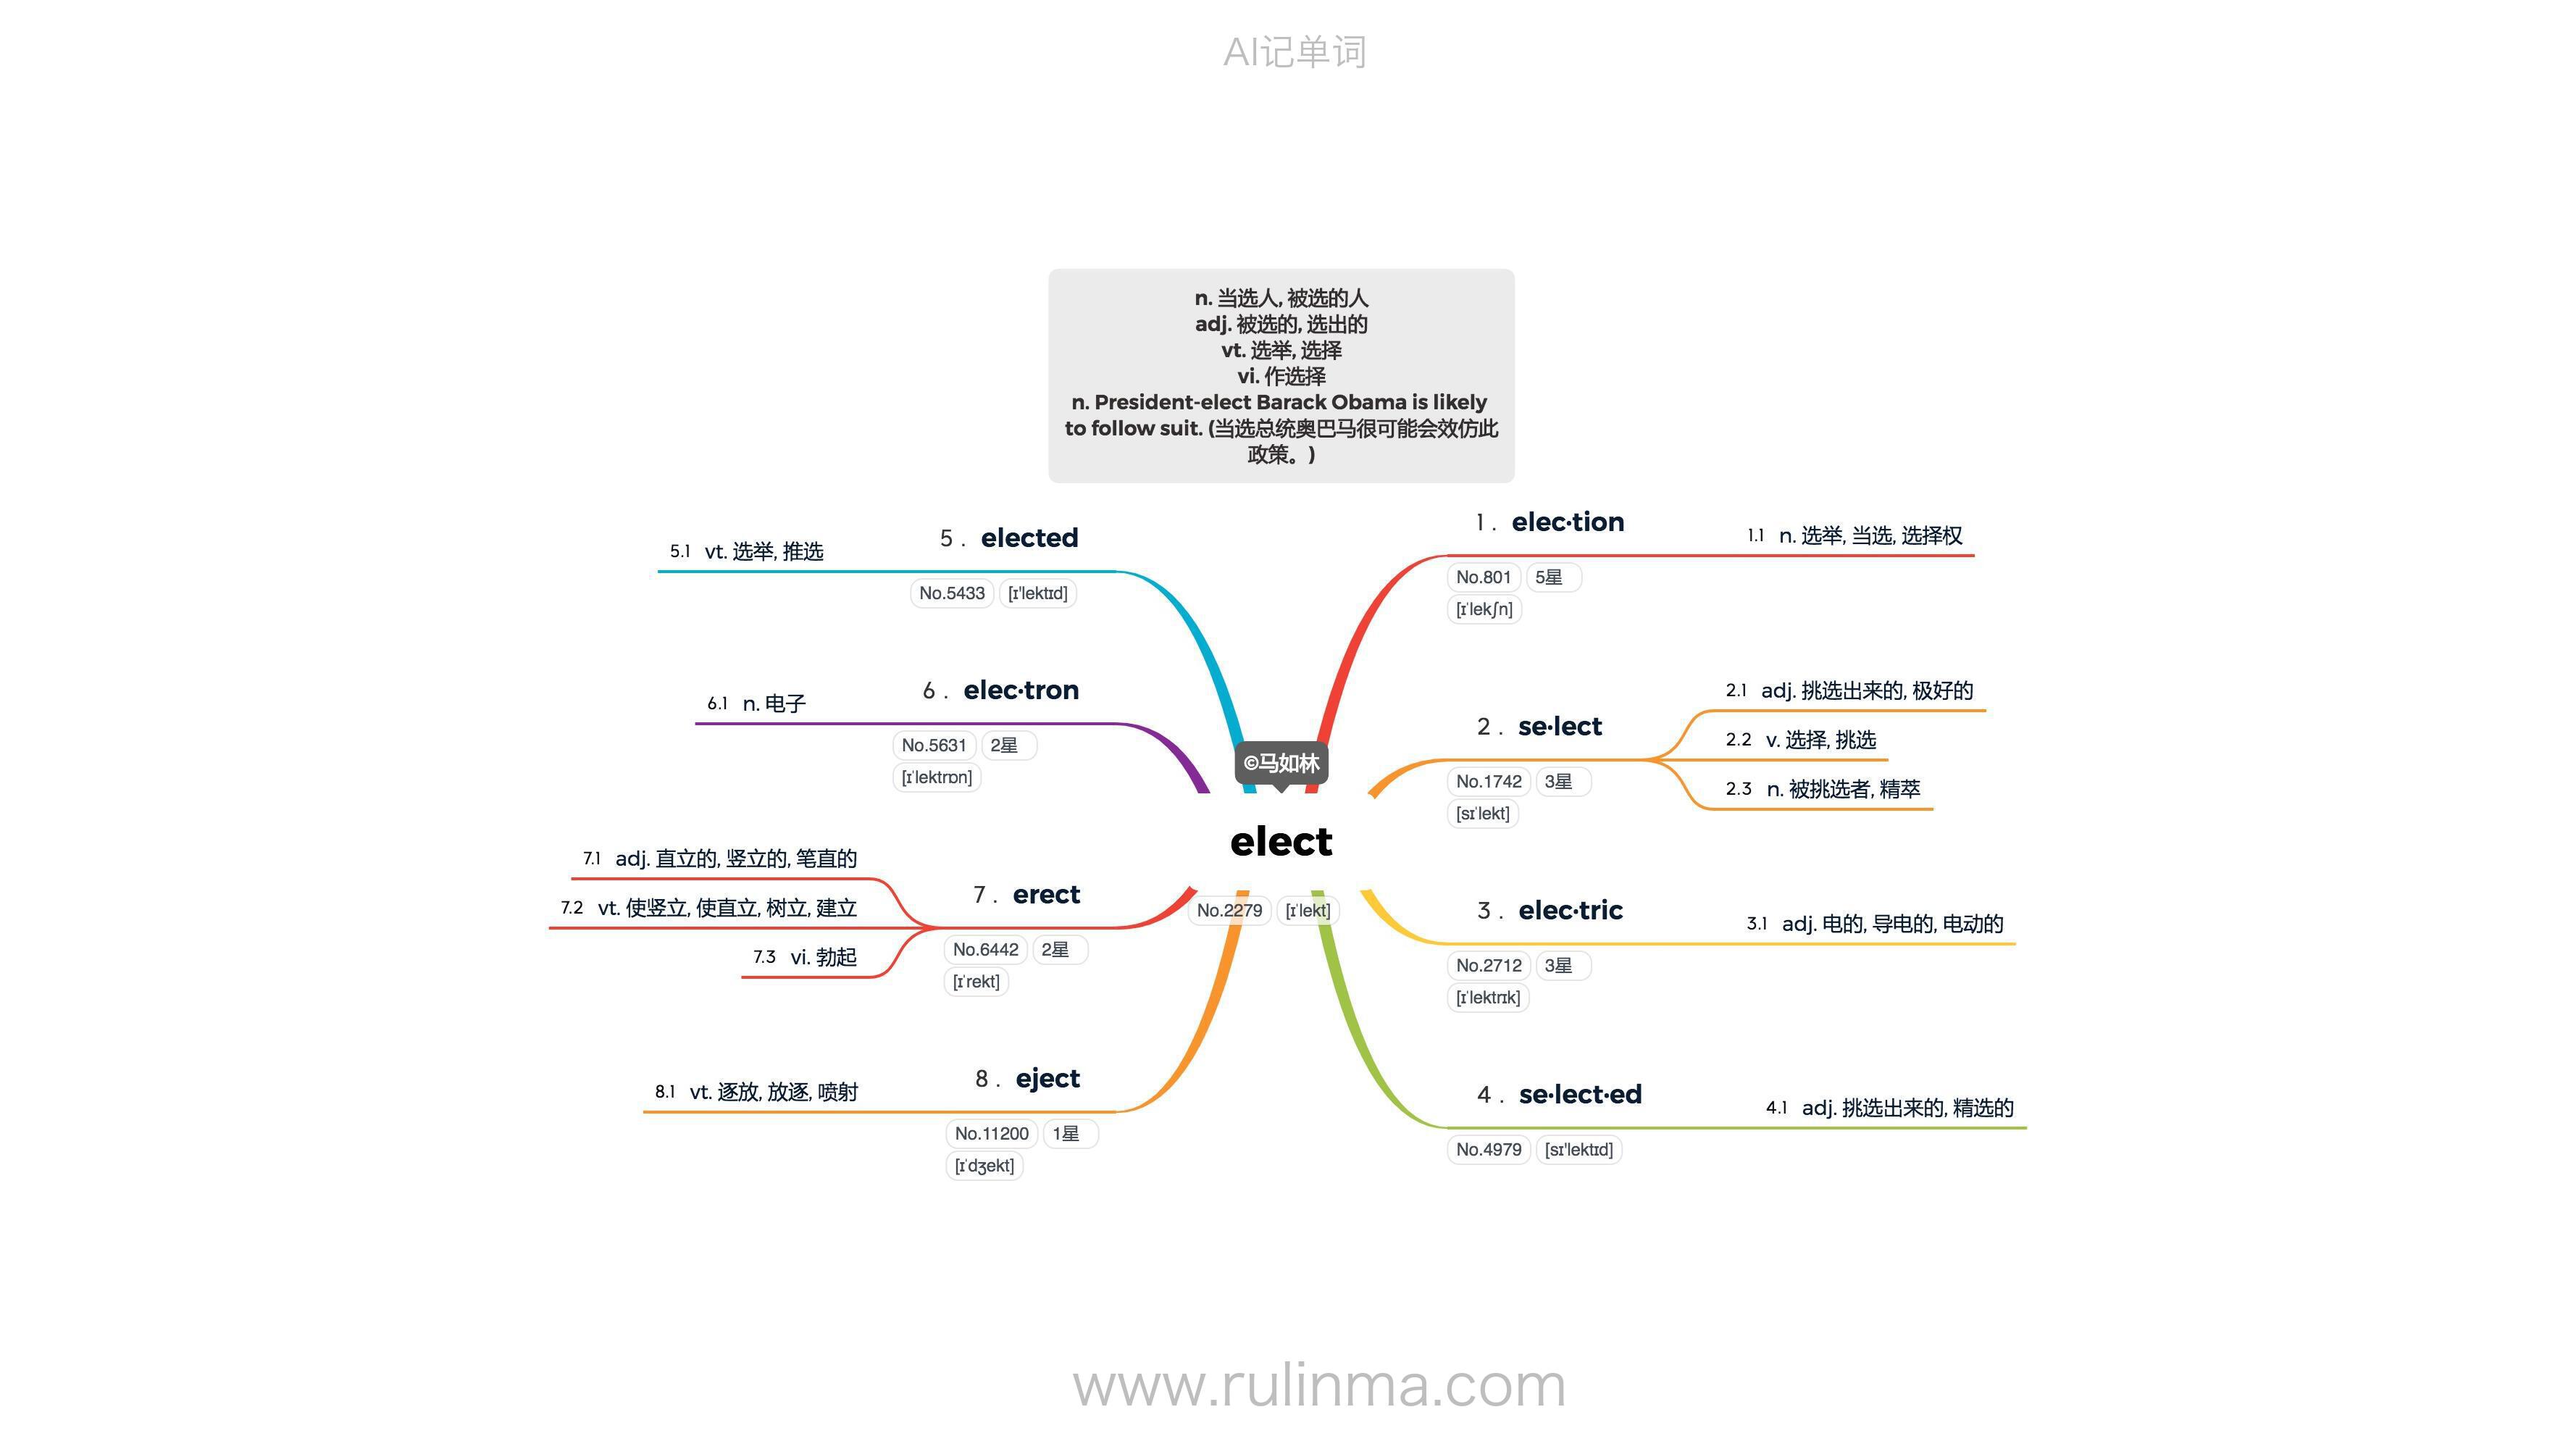 AI记单词
n. 当选人, 被选的人
adj. 被选的, 选出的
vt. 选举, 选择
vi. 作选择
n. President-elect Barack Obama is likely
to follow suit. (当选总统奥巴马很可能会效仿此
政策。)
©马如林
elect
No.2279 [ɪˈlekt]
1 . elec·tion
No.801 5星
[ɪˈlekʃn]
1.1 n. 选举, 当选, 选择权
2 . se·lect
No.1742 3星
[sɪˈlekt]
2.1 adj. 挑选出来的, 极好的
2.2 v. 选择, 挑选
2.3 n. 被挑选者, 精萃
3 . elec·tric
No.2712 3星
[ɪˈlektrɪk]
3.1 adj. 电的, 导电的, 电动的
4 . se·lect·ed
No.4979 [sɪ'lektɪd]
4.1 adj. 挑选出来的, 精选的
5 . elected
No.5433 [ɪ'lektɪd]
5.1 vt. 选举, 推选
6 . elec·tron
No.5631 2星
[ɪˈlektrɒn]
6.1 n. 电子
7 . erect
No.6442 2星
[ɪˈrekt]
7.1 adj. 直立的, 竖立的, 笔直的
7.2 vt. 使竖立, 使直立, 树立, 建立
7.3 vi. 勃起
8 . eject
No.11200 1星
[ɪˈdʒekt]
8.1 vt. 逐放, 放逐, 喷射
www.rulinma.com